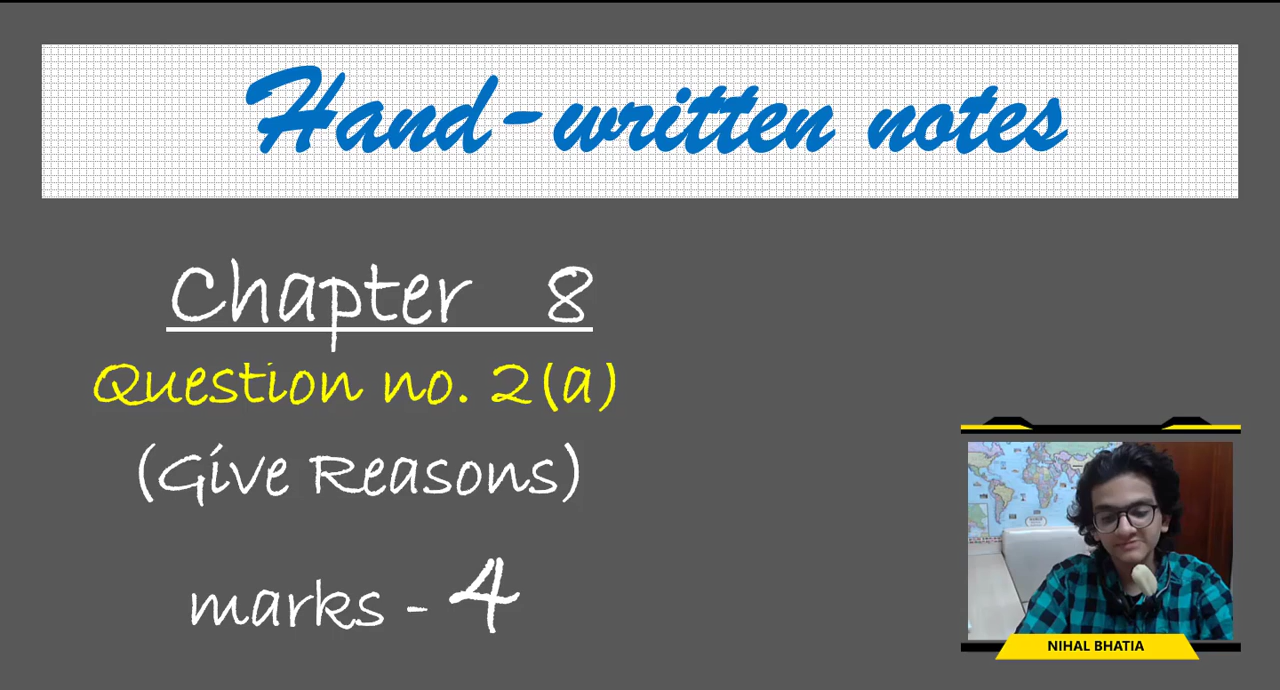 Hand-written notes
Chapter 8
Question no. 2(a)
(Give Reasons)
marks - 4
NIHAL BHATIA